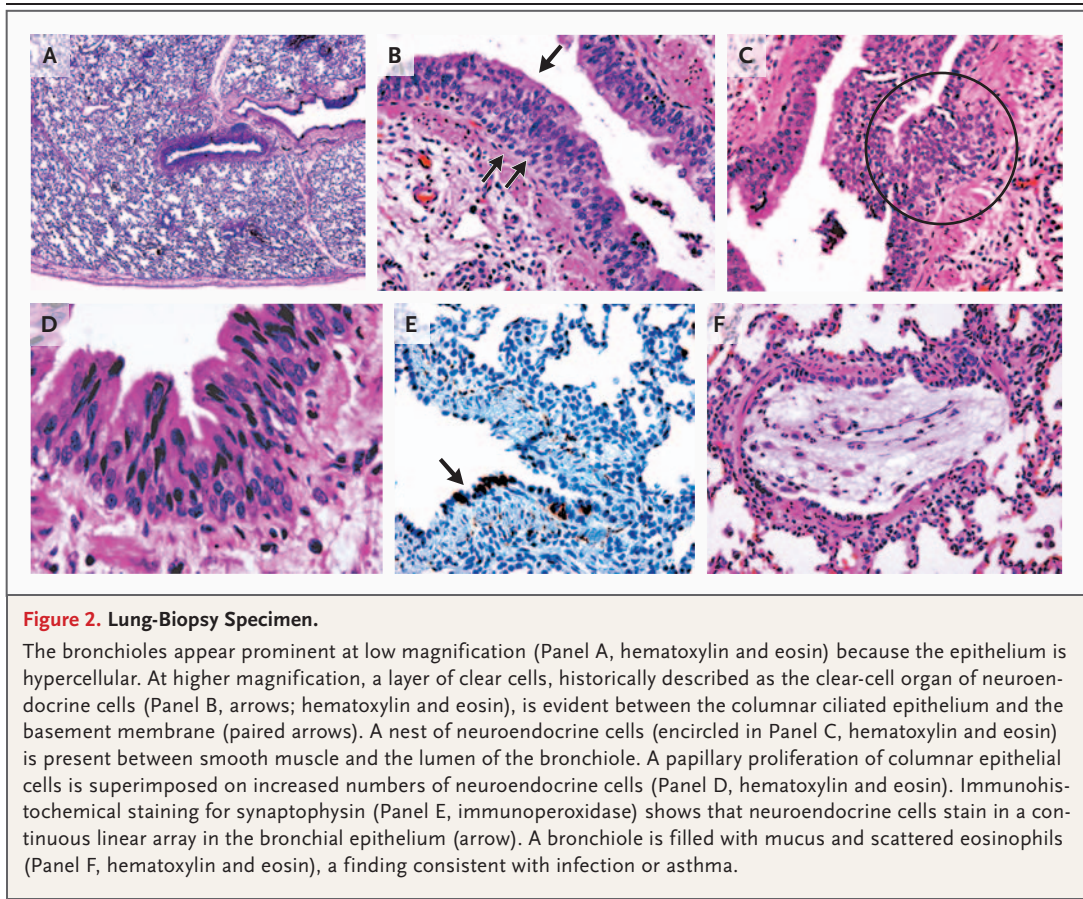 A
B
C
D
E
F
Figure 2. Lung-Biopsy Specimen.
The bronchioles appear prominent at low magnification (Panel A, hematoxylin and eosin) because the epithelium is
hypercellular. At higher magnification, a layer of clear cells, historically described as the clear-cell organ of neuroen-
docrine cells (Panel B, arrows; hematoxylin and eosin), is evident between the columnar ciliated epithelium and the
basement membrane (paired arrows). A nest of neuroendocrine cells (encircled in Panel C, hematoxylin and eosin)
is present between smooth muscle and the lumen of the bronchiole. A papillary proliferation of columnar epithelial
cells is superimposed on increased numbers of neuroendocrine cells (Panel D, hematoxylin and eosin). Immunohis-
tochemical staining for synaptophysin (Panel E, immunoperoxidase) shows that neuroendocrine cells stain in a con-
tinuous linear array in the bronchial epithelium (arrow). A bronchiole is filled with mucus and scattered eosinophils
(Panel F, hematoxylin and eosin), a finding consistent with infection or asthma.